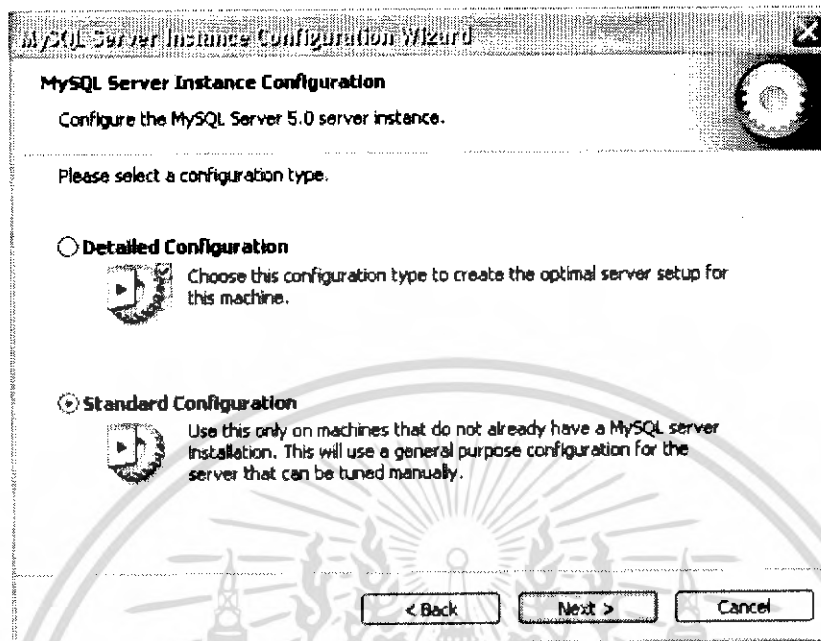 MySQL Server Instance Configuration Wizard
MySQL Server Instance Configuration
Configure the MySQL Server 5.0 server instance.
Please select a configuration type.
Detailed Configuration
Choose this configuration type to create the optimal server setup for
this machine.
Standard Configuration
Use this only on machines that do not already have a MySQL server
installation. This will use a general purpose configuration for the
server that can be tuned manually.
< Back
Next >
Cancel